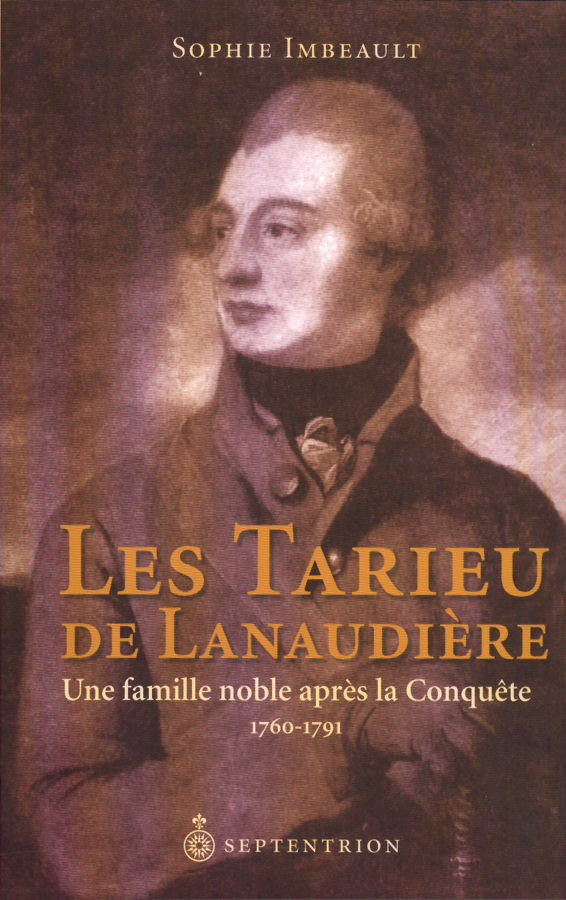 SOPHIE IMBEAULT
LES TARIEU
DE LANAUDIÈRE
Une famille noble après la Conquête
1760-1791
SEPTENTRION